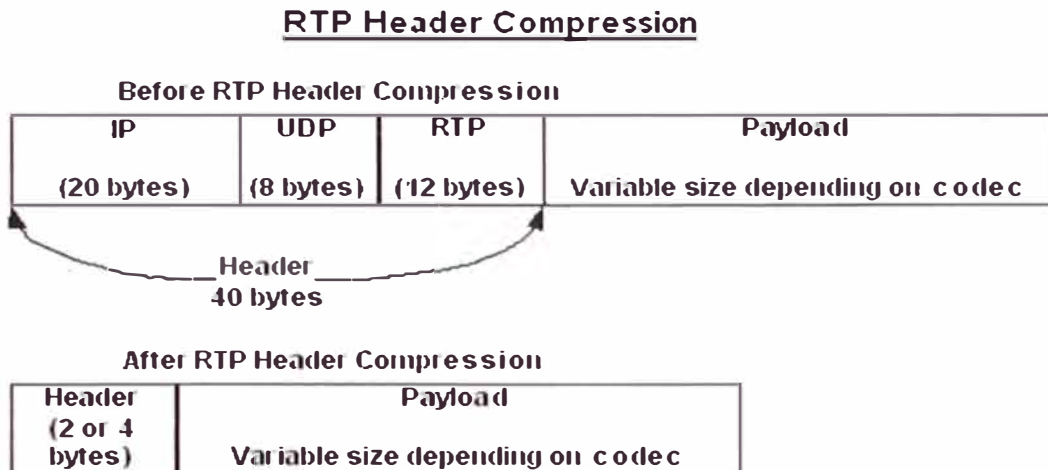 RTP Header Compression
Before RTP Header Compression
IP UDP RTP Payload
(20 bytes) (8 bytes) (12 bytes) Variable size depending on codec
Header
40 bytes
After RTP Header Compression
Header Payload
(2 or 4
bytes) Variable size depending on codec